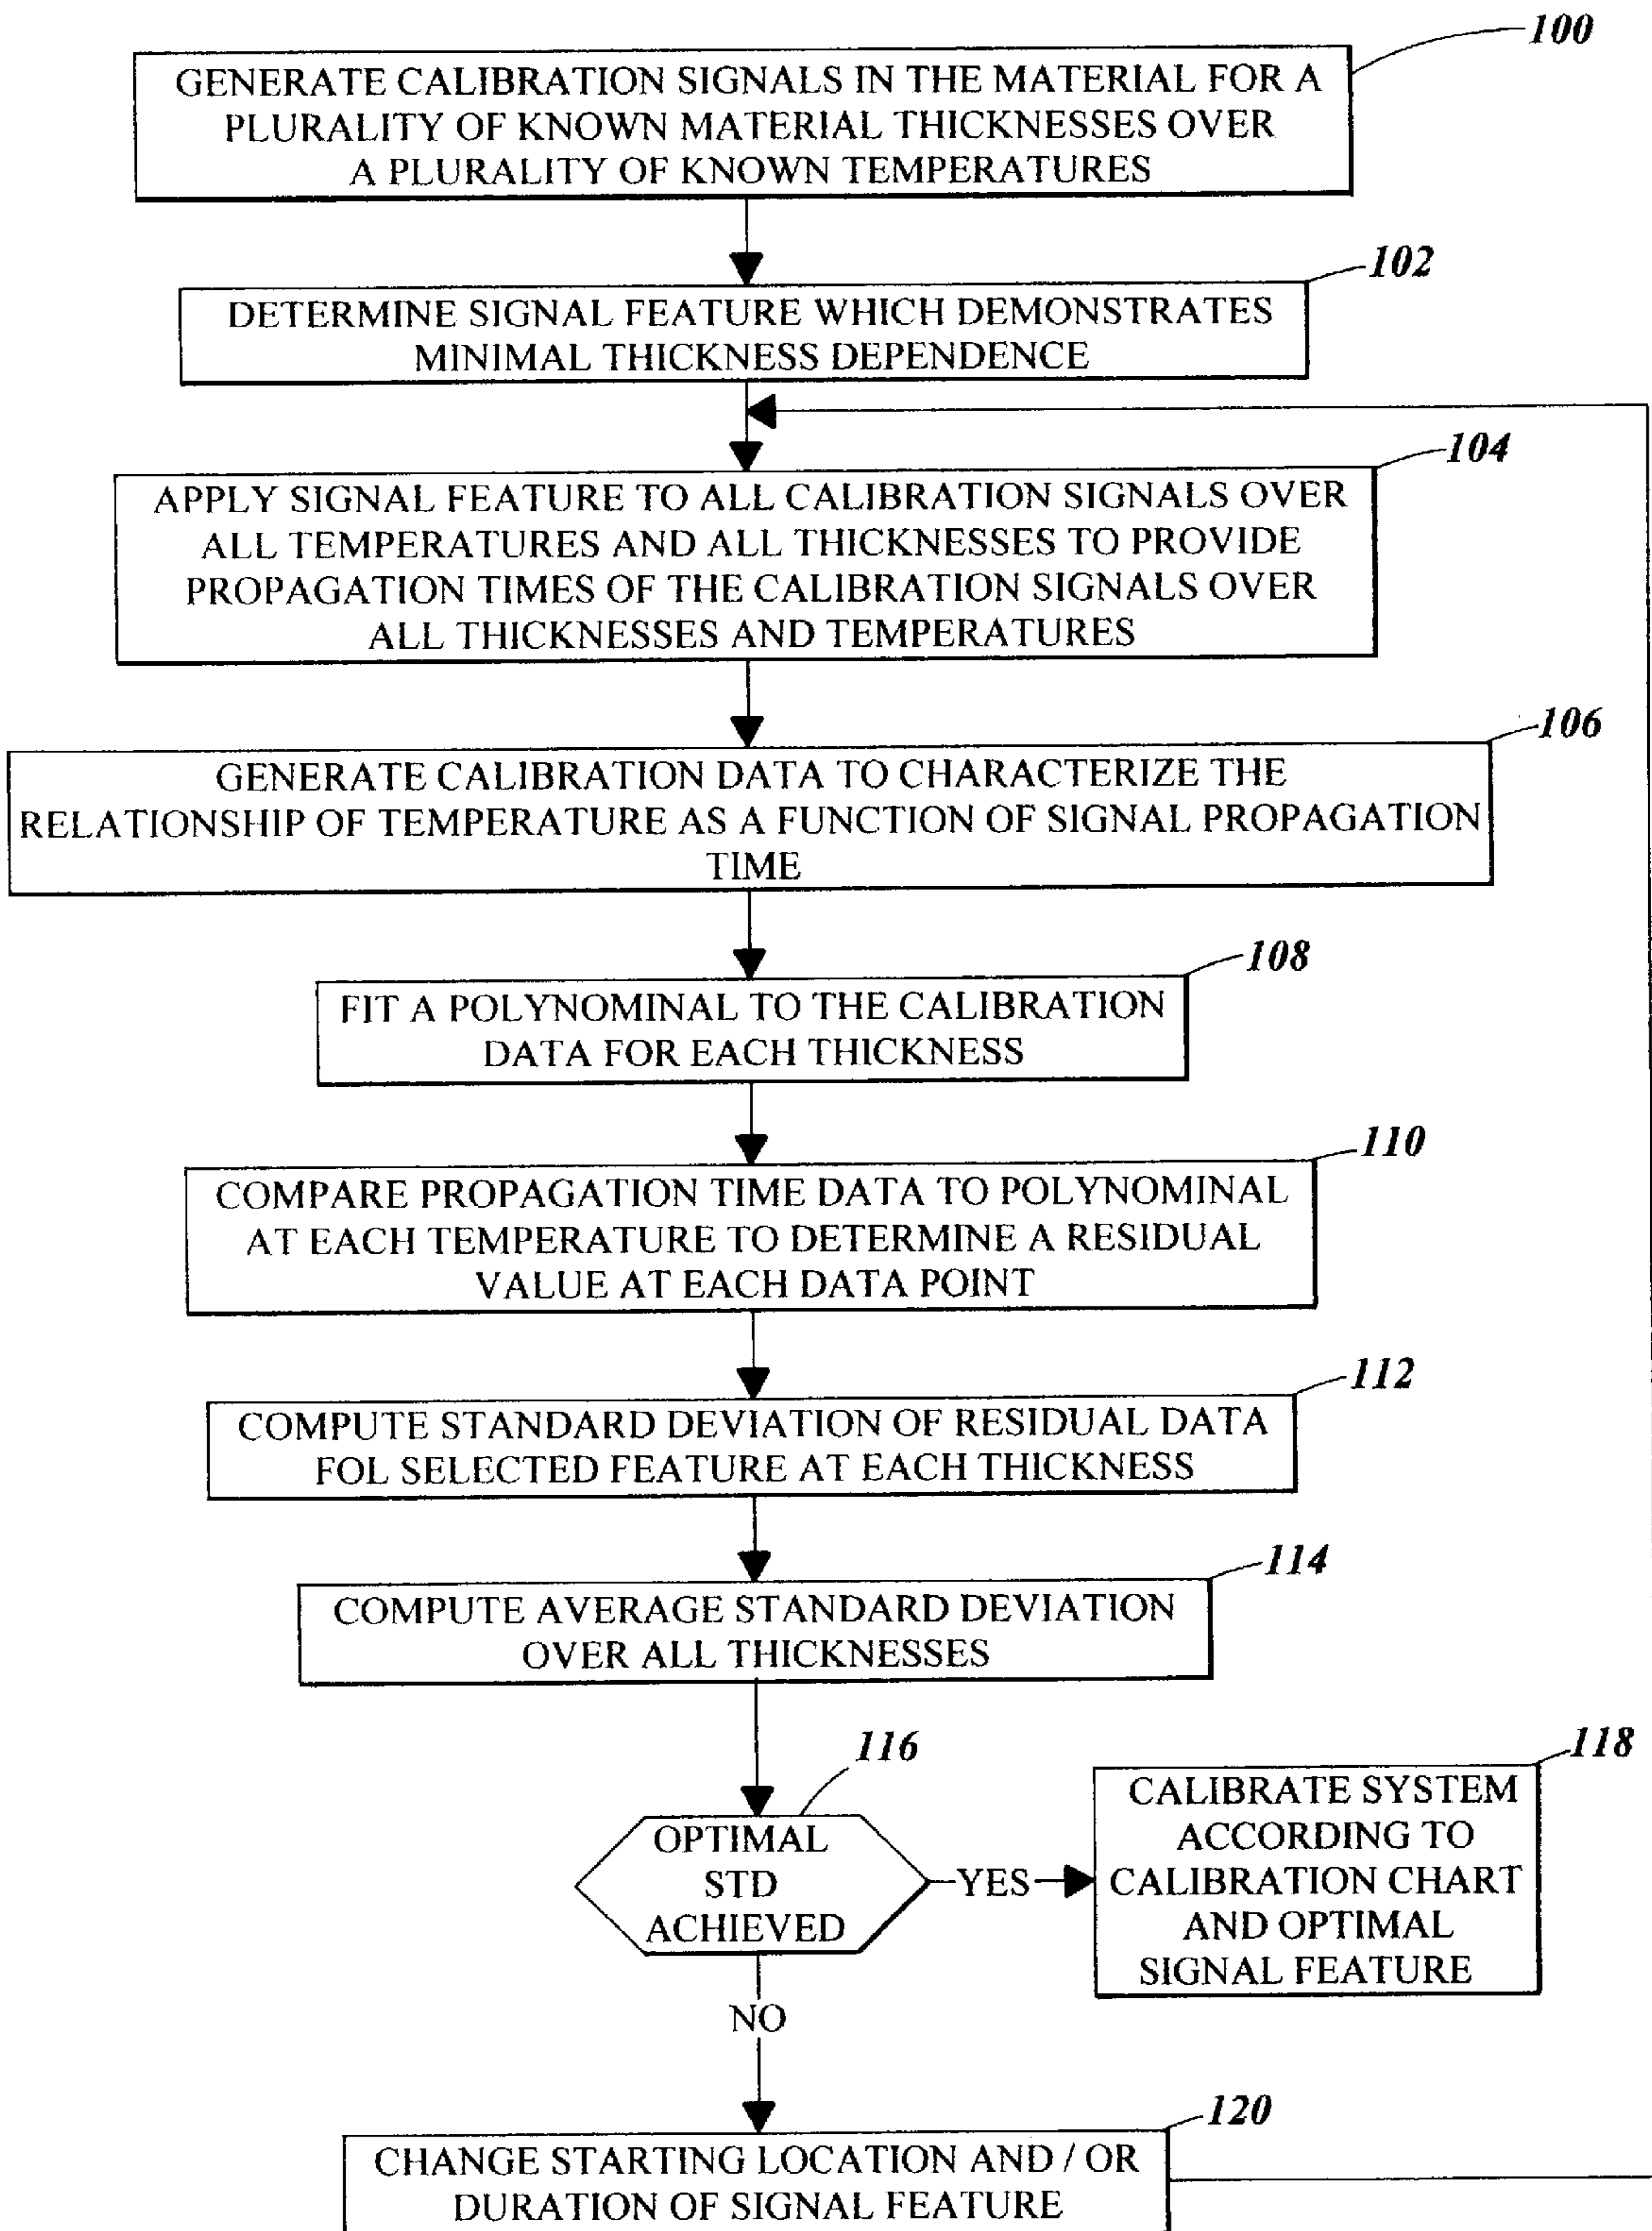 100
GENERATE CALIBRATION SIGNALS IN THE MATERIAL FOR A
PLURALITY OF KNOWN MATERIAL THICKNESSES OVER
A PLURALITY OF KNOWN TEMPERATURES
102
DETERMINE SIGNAL FEATURE WHICH DEMONSTRATES
MINIMAL THICKNESS DEPENDENCE
104
APPLY SIGNAL FEATURE TO ALL CALIBRATION SIGNALS OVER
ALL TEMPERATURES AND ALL THICKNESSES TO PROVIDE
PROPAGATION TIMES OF THE CALIBRATION SIGNALS OVER
ALL THICKNESSES AND TEMPERATURES
106
GENERATE CALIBRATION DATA TO CHARACTERIZE THE
RELATIONSHIP OF TEMPERATURE AS A FUNCTION OF SIGNAL PROPAGATION
TIME
108
FIT A POLYNOMINAL TO THE CALIBRATION
DATA FOR EACH THICKNESS
110
COMPARE PROPAGATION TIME DATA TO POLYNOMINAL
AT EACH TEMPERATURE TO DETERMINE A RESIDUAL
VALUE AT EACH DATA POINT
112
COMPUTE STANDARD DEVIATION OF RESIDUAL DATA
FOL SELECTED FEATURE AT EACH THICKNESS
114
COMPUTE AVERAGE STANDARD DEVIATION
OVER ALL THICKNESSES
116
OPTIMAL
STD
ACHIEVED
YES
118
CALIBRATE SYSTEM
ACCORDING TO
CALIBRATION CHART
AND OPTIMAL
SIGNAL FEATURE
NO
120
CHANGE STARTING LOCATION AND / OR
DURATION OF SIGNAL FEATURE